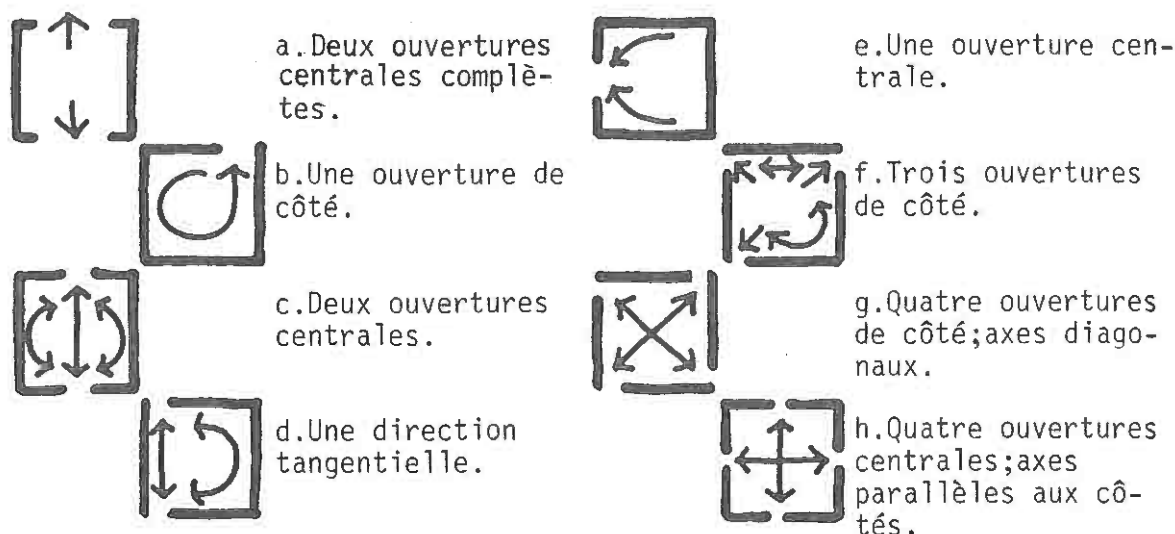 a.Deux ouvertures
centrales complè-
tes.
b.Une ouverture de
côté.
c.Deux ouvertures
centrales.
d.Une direction
tangentielle.
e.Une ouverture cen-
trale.
f.Trois ouvertures
de côté.
g.Quatre ouvertures
de côté;axes diago-
naux.
h.Quatre ouvertures
centrales;axes
parallèles aux cô-
tés.